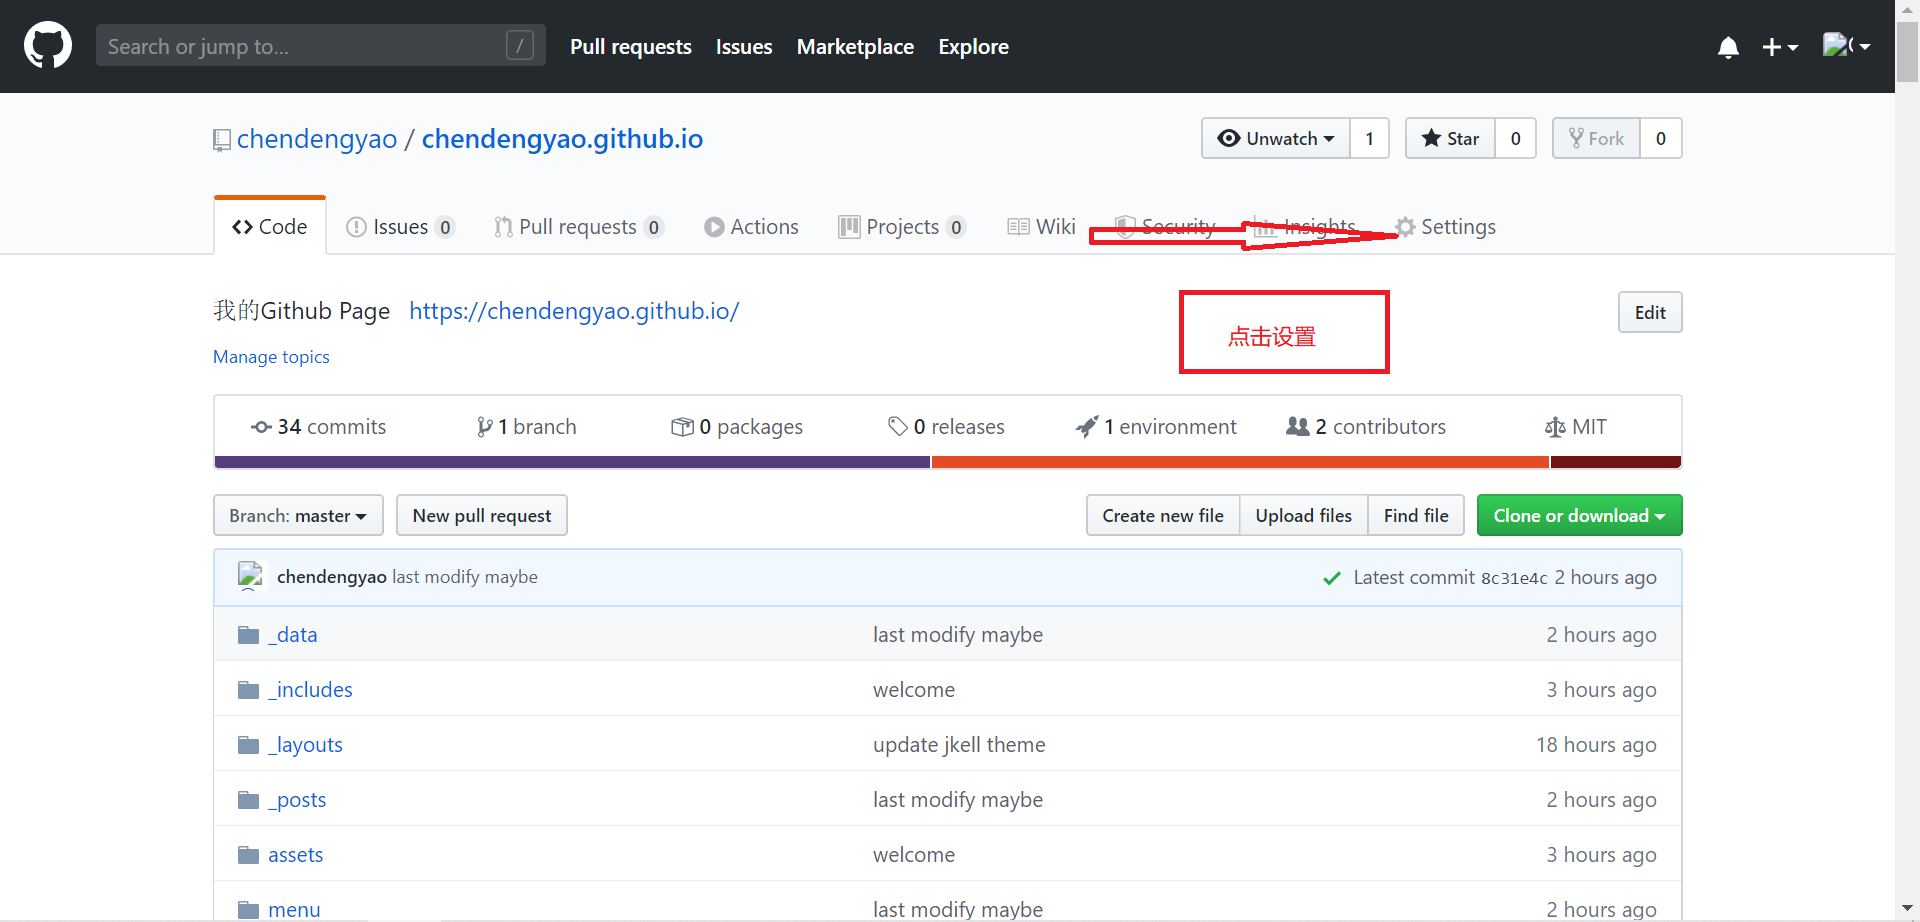 Search or jump to... / Pull requests Issues Marketplace Explore
chendengyao / chendengyao.github.io Unwatch 1 Star 0 Fork 0
Code Issues 0 Pull requests 0 Actions Projects 0 Wiki Security Insights Settings
我的Github Page https://chendengyao.github.io/ Edit
点击设置
Manage topics
34 commits 1 branch 0 packages 0 releases 1 environment 2 contributors MIT
Branch: master New pull request Create new file Upload files Find file Clone or download
chendengyao last modify maybe Latest commit 8c31e4c 2 hours ago
_data last modify maybe 2 hours ago
_includes welcome 3 hours ago
_layouts update jkell theme 18 hours ago
_posts last modify maybe 2 hours ago
assets welcome 3 hours ago
menu last modify maybe 2 hours ago